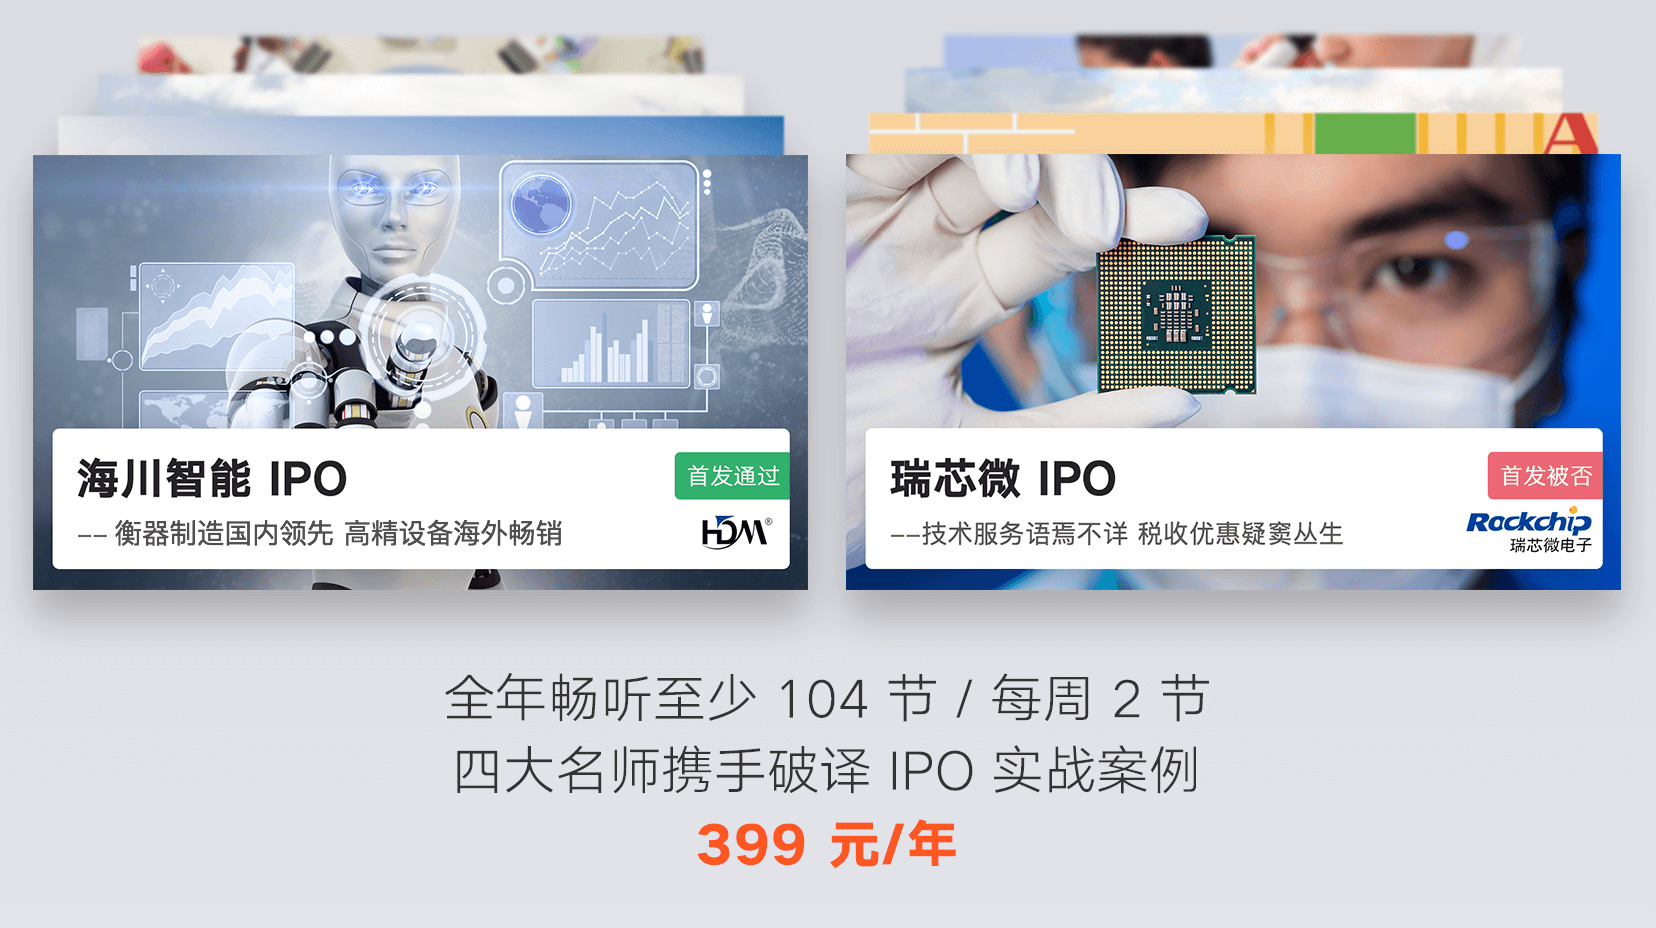 海川智能 IPO
首发通过
-- 衡器制造国内领先 高精设备海外畅销
HDM®
瑞芯微 IPO
首发被否
--技术服务语焉不详 税收优惠疑窦丛生
Rockchip
瑞芯微电子
A
全年畅听至少 104 节 / 每周 2 节
四大名师携手破译 IPO 实战案例
399 元/年